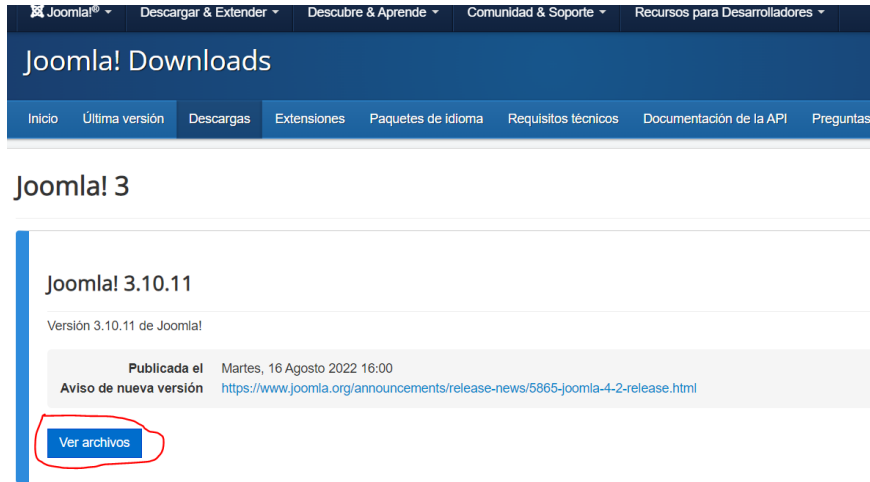 Joomla!® Descargar & Extender Descubre & Aprende Comunidad & Soporte Recursos para Desarrolladores
Joomla! Downloads
Inicio Última versión Descargas Extensiones Paquetes de idioma Requisitos técnicos Documentación de la API Preguntas
Joomla! 3
Joomla! 3.10.11
Versión 3.10.11 de Joomla!
Publicada el Martes, 16 Agosto 2022 16:00
Aviso de nueva versión https://www.joomla.org/announcements/release-news/5865-joomla-4-2-release.html
Ver archivos